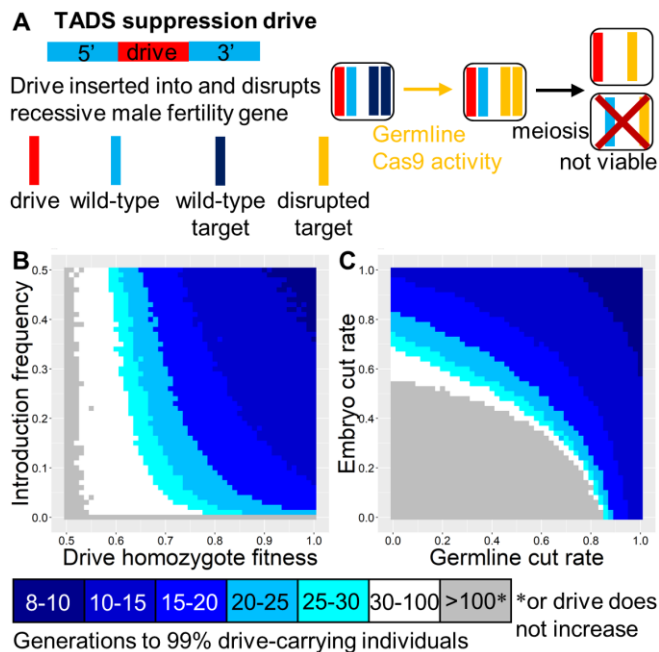 A TADS suppression drive
5' drive 3'
Drive inserted into and disrupts
recessive male fertility gene
drive wild-type wild-type disrupted
target target
Germline
Cas9 activity
meiosis
not viable
B
Introduction frequency
0.5
0.4
0.3
0.2
0.1
0.0
0.5 0.6 0.7 0.8 0.9 1.0
Drive homozygote fitness
C
Embryo cut rate
1.0
0.8
0.6
0.4
0.2
0.0
0.0 0.2 0.4 0.6 0.8 1.0
Germline cut rate
8-10 10-15 15-20 20-25 25-30 30-100 >100*
*or drive does
not increase
Generations to 99% drive-carrying individuals